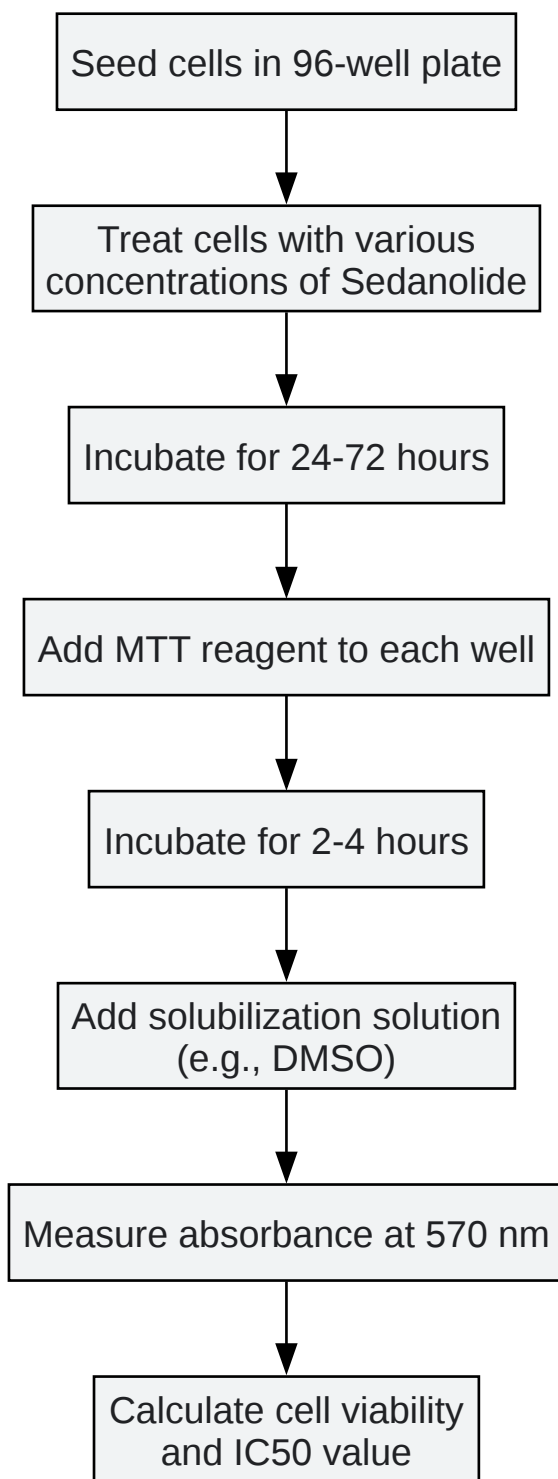 Seed cells in 96-well plate
Treat cells with various
concentrations of Sedanolide
Incubate for 24-72 hours
Add MTT reagent to each well
Incubate for 2-4 hours
Add solubilization solution
(e.g., DMSO)
Measure absorbance at 570 nm
Calculate cell viability
and IC50 value